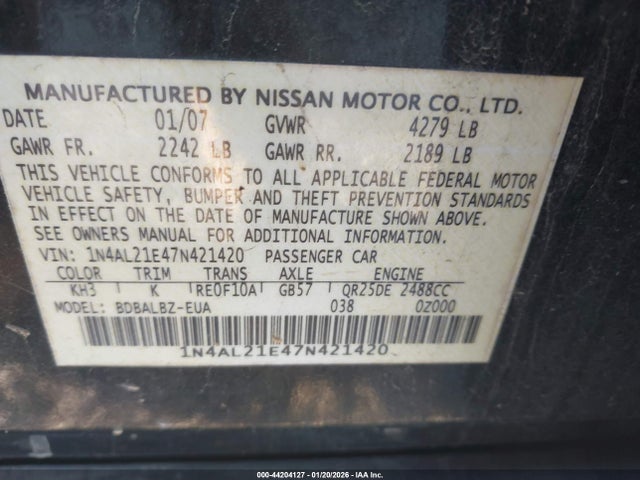 MANUFACTURED BY NISSAN MOTOR CO., LTD.
DATE 01/07 GVWR 4279 LB
GAWR FR. 2242 LB GAWR RR. 2189 LB
THIS VEHICLE CONFORMS TO ALL APPLICABLE FEDERAL MOTOR
VEHICLE SAFETY, BUMPER AND THEFT PREVENTION STANDARDS
IN EFFECT ON THE DATE OF MANUFACTURE SHOWN ABOVE.
SEE OWNERS MANUAL FOR ADDITIONAL INFORMATION
VIN: 1N4AL21E47N421420 PASSENGER CAR
COLOR TRIM TRANS AXLE ENGINE
KH3 K RE0F10A GB57 QR25DE 2488CC
MODEL: BDBALBZ-EUA 038 0Z000
1N4AL21E47N421420
000-44204127 - 01/20/2026 - IAA Inc.